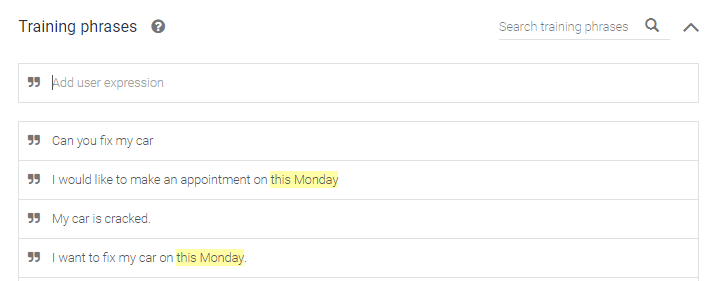 Training phrases
Search training phrases
Add user expression
Can you fix my car
I would like to make an appointment on this Monday
My car is cracked.
I want to fix my car on this Monday.